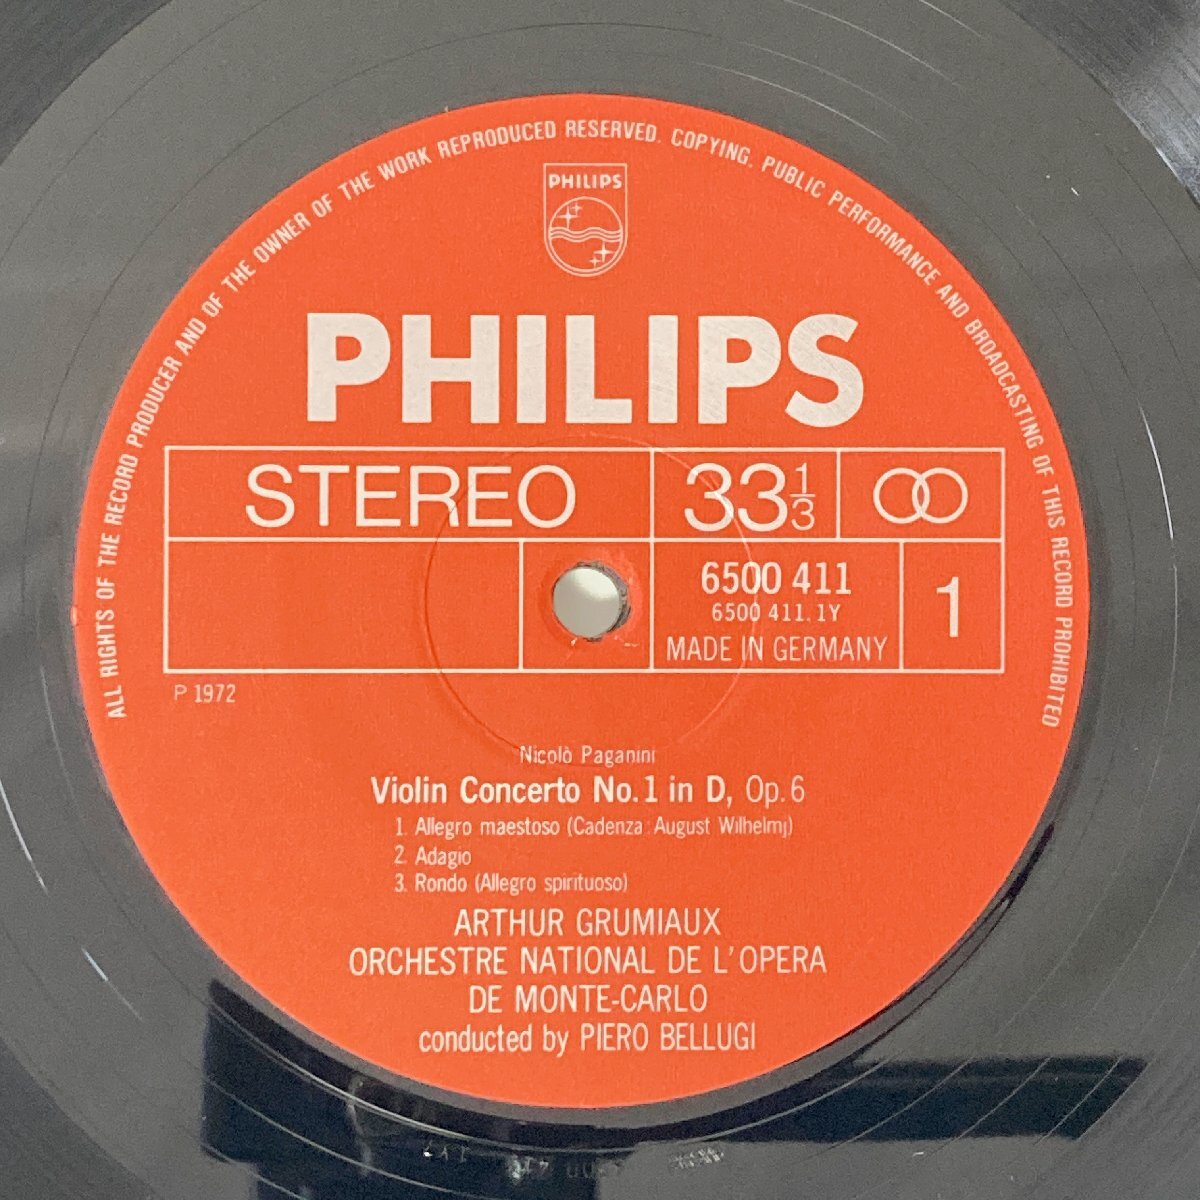 ALL RIGHTS OF THE RECORD PRODUCER AND OF THE OWNER OF THE WORK REPRODUCED RESERVED. COPYING. PUBLIC PERFORMANCE AND BROADCASTING OF THIS RECORD PROHIBITED
PHILIPS
PHILIPS
STEREO
33 1/3
6500 411
6500 411.1Y
MADE IN GERMANY
1
P 1972
Nicolò Paganini
Violin Concerto No.1 in D, Op.6
1. Allegro maestoso (Cadenza: August Wilhelmj)
2. Adagio
3. Rondo (Allegro spirituoso)
ARTHUR GRUMIAUX
ORCHESTRE NATIONAL DE L'OPERA
DE MONTE-CARLO
conducted by PIERO BELLUGI